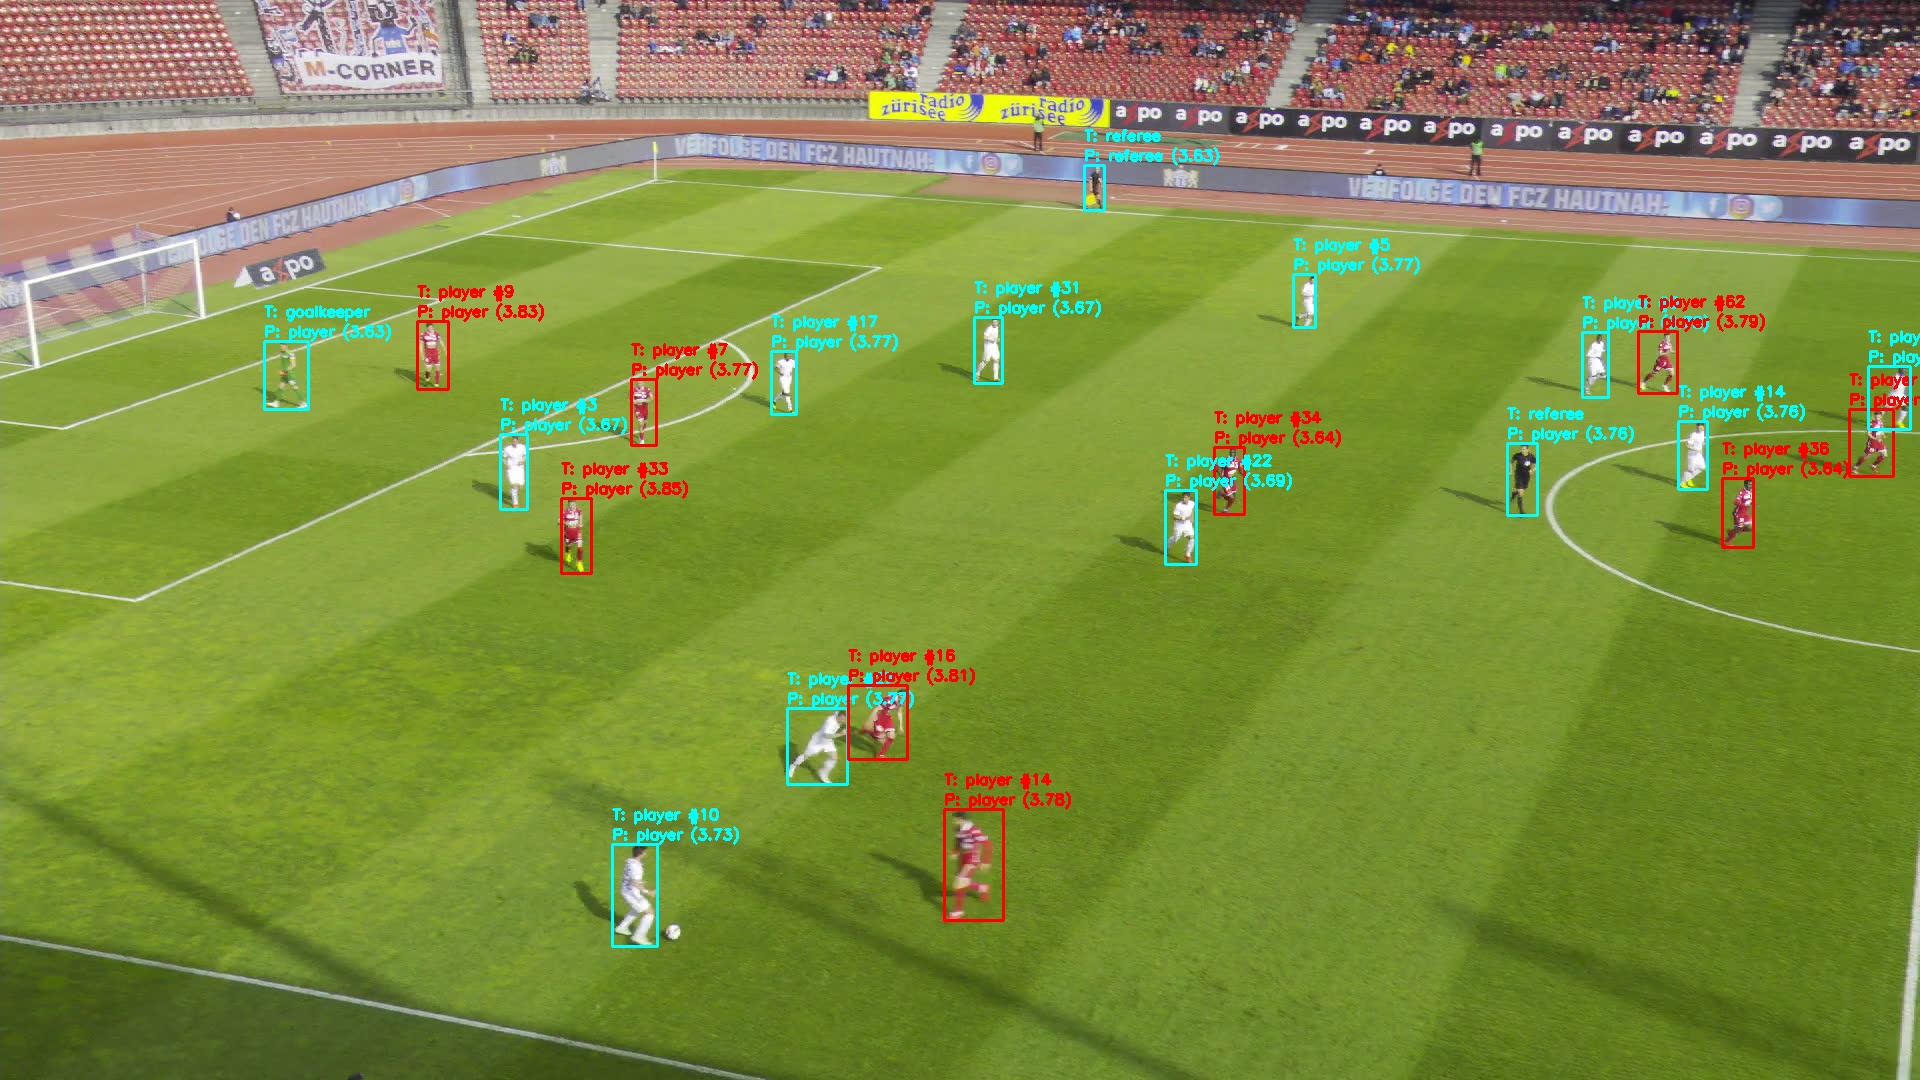 M-CORNER
radio
zürisee
radio
zürisee
axpo axpo axpo axpo axpo axpo axpo axpo axpo axpo axpo axpo
VERFOLGE DEN FCZ HAUTNAH:
T: referee
P: referee (3.63)
VERFOLGE DEN FCZ HAUTNAH:
DEN FCZ HAUTNAH:
axpo
T: player #5
P: player (3.77)
T: player #9
P: player (3.83)
T: goalkeeper
P: player (3.63)
T: player #31
P: player (3.67)
T: player #17
P: player (3.77)
T: player #7
P: player (3.77)
T: player #62
P: player (3.79)
T: player #3
P: player (3.67)
T: player #14
P: player (3.76)
T: referee
P: player (3.76)
T: player #34
P: player (3.64)
T: player #22
P: player (3.69)
T: player #36
P: player (3.64)
T: player #33
P: player (3.85)
T: player #16
P: player (3.81)
T: player #14
P: player (3.78)
T: player #10
P: player (3.73)